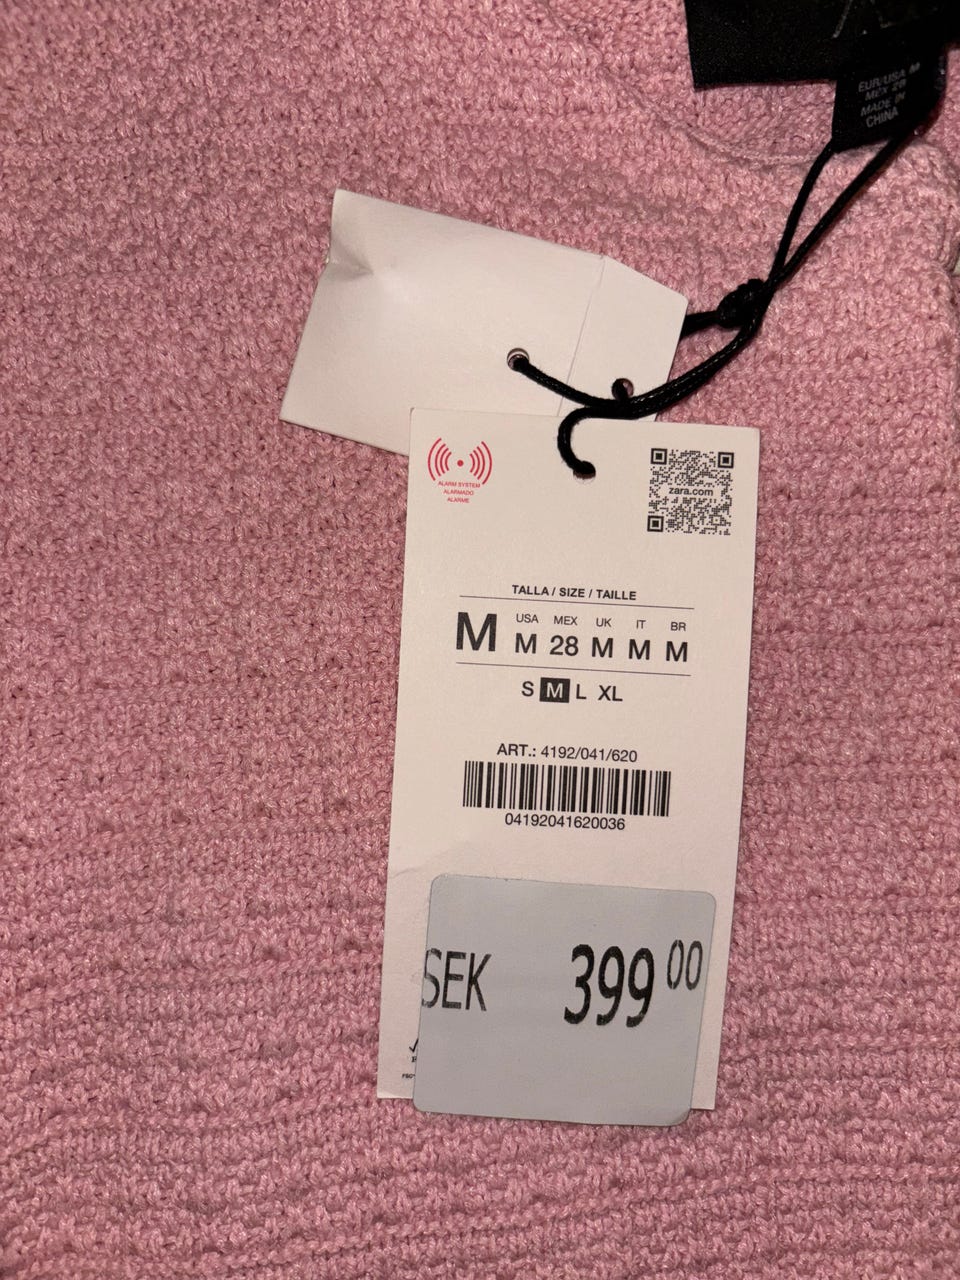 EUR/USA M
MEX 28
MADE IN
CHINA
ALARM SYSTEM
ALARMADO
ALARME
zara.com
TALLA / SIZE / TAILLE
USA MEX UK IT BR
M M 28 M M M
S M L XL
ART.: 4192/041/620
04192041620036
SEK 399 00